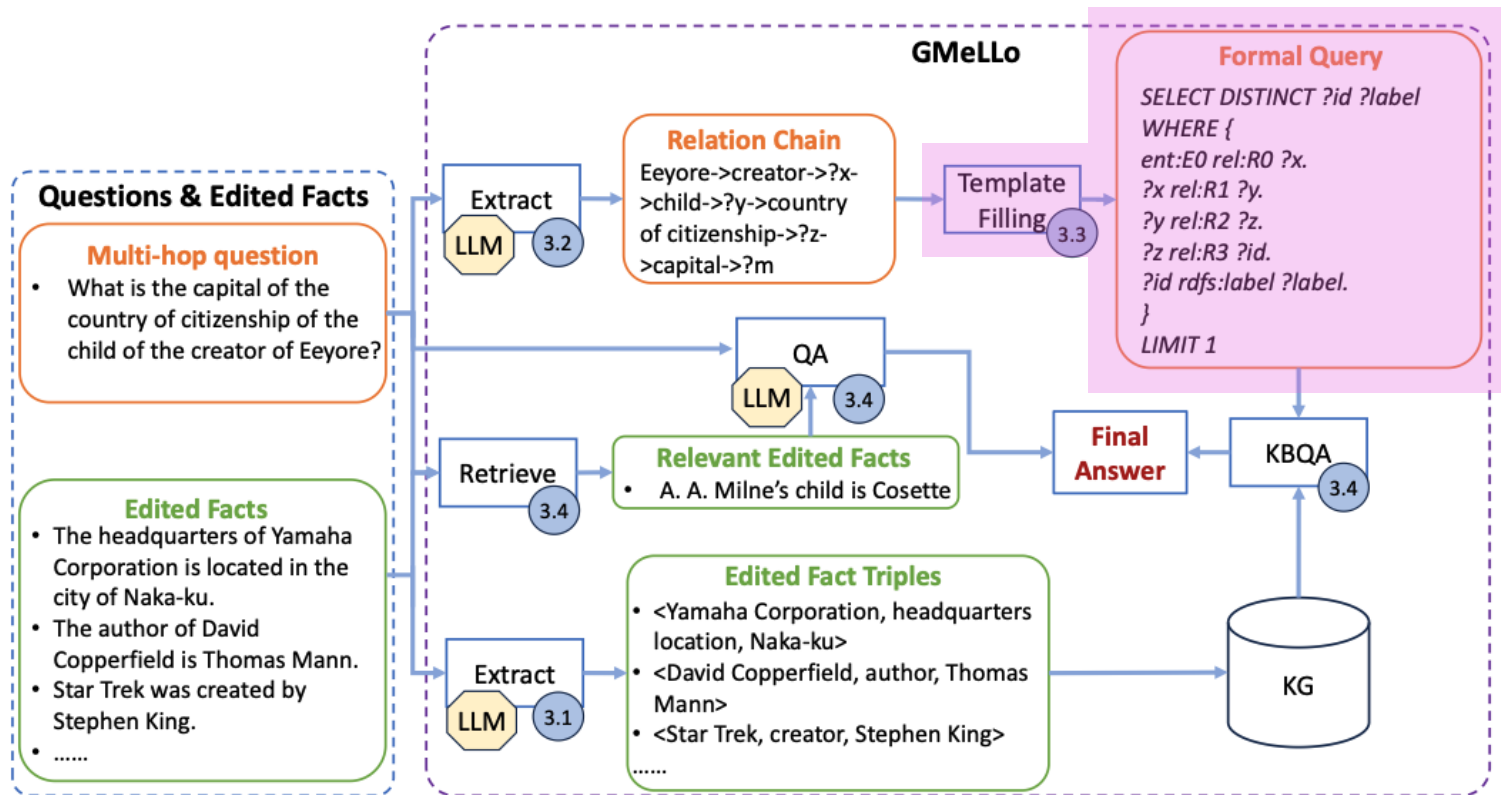 GMeLLo
Questions & Edited Facts
Multi-hop question
• What is the capital of the
country of citizenship of the
child of the creator of Eeyore?
Edited Facts
• The headquarters of Yamaha
Corporation is located in the
city of Naka-ku.
• The author of David
Copperfield is Thomas Mann.
• Star Trek was created by
Stephen King.
• ......
Extract
LLM
3.2
Relation Chain
Eeyore->creator->?x-
>child->?y->country
of citizenship->?z-
>capital->?m
Template
Filling
3.3
Formal Query
SELECT DISTINCT ?id ?label
WHERE {
ent:E0 rel:R0 ?x.
?x rel:R1 ?y.
?y rel:R2 ?z.
?z rel:R3 ?id.
?id rdfs:label ?label.
}
LIMIT 1
QA
LLM
3.4
Retrieve
3.4
Relevant Edited Facts
• A. A. Milne’s child is Cosette
Final
Answer
KBQA
3.4
Extract
LLM
3.1
Edited Fact Triples
• <Yamaha Corporation, headquarters
location, Naka-ku>
• <David Copperfield, author, Thomas
Mann>
• <Star Trek, creator, Stephen King>
......
KG